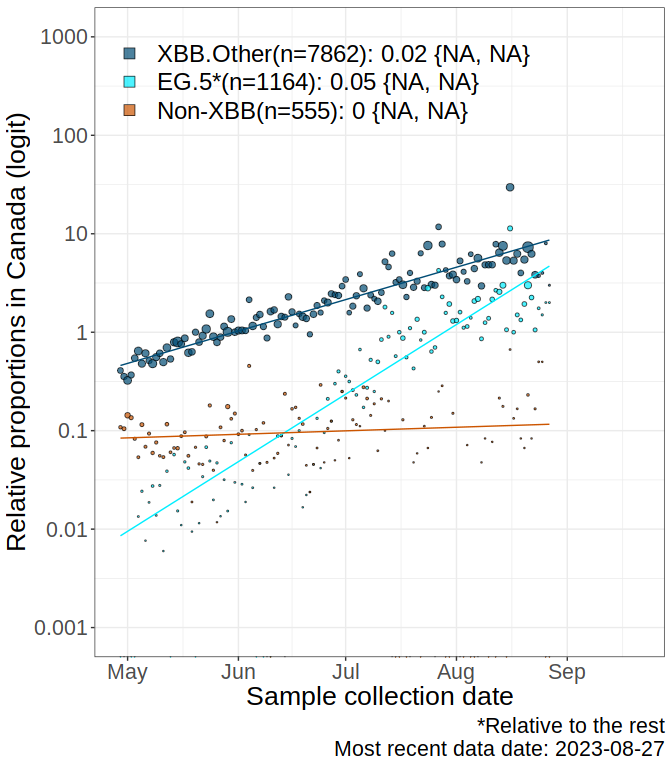 1000
100
10
1
0.1
0.01
0.001
Relative proportions in Canada (logit)
XBB.Other(n=7862): 0.02 {NA, NA}
EG.5*(n=1164): 0.05 {NA, NA}
Non-XBB(n=555): 0 {NA, NA}
May Jun Jul Aug Sep
Sample collection date
*Relative to the rest
Most recent data date: 2023-08-27